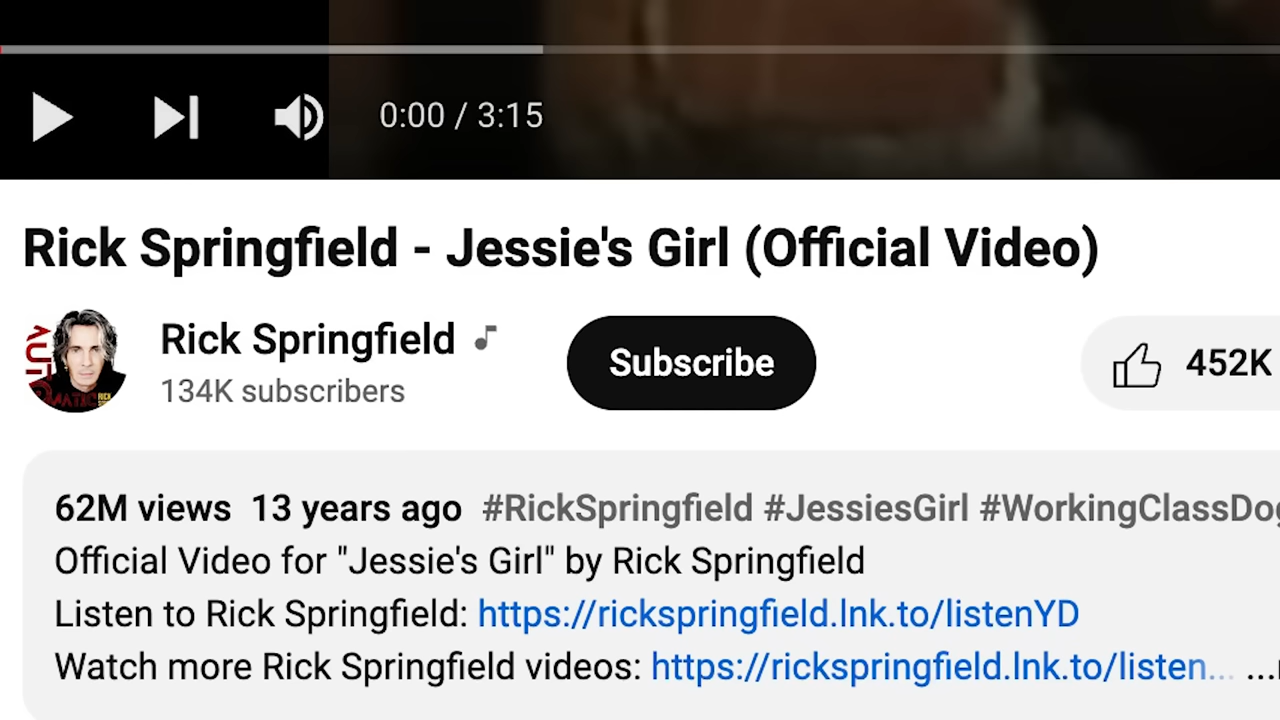 0:00 / 3:15
Rick Springfield - Jessie's Girl (Official Video)
Rick Springfield
134K subscribers
Subscribe
452K
62M views 13 years ago #RickSpringfield #JessiesGirl #WorkingClassDog
Official Video for "Jessie's Girl" by Rick Springfield
Listen to Rick Springfield: https://rickspringfield.lnk.to/listenYD
Watch more Rick Springfield videos: https://rickspringfield.lnk.to/listen... ...